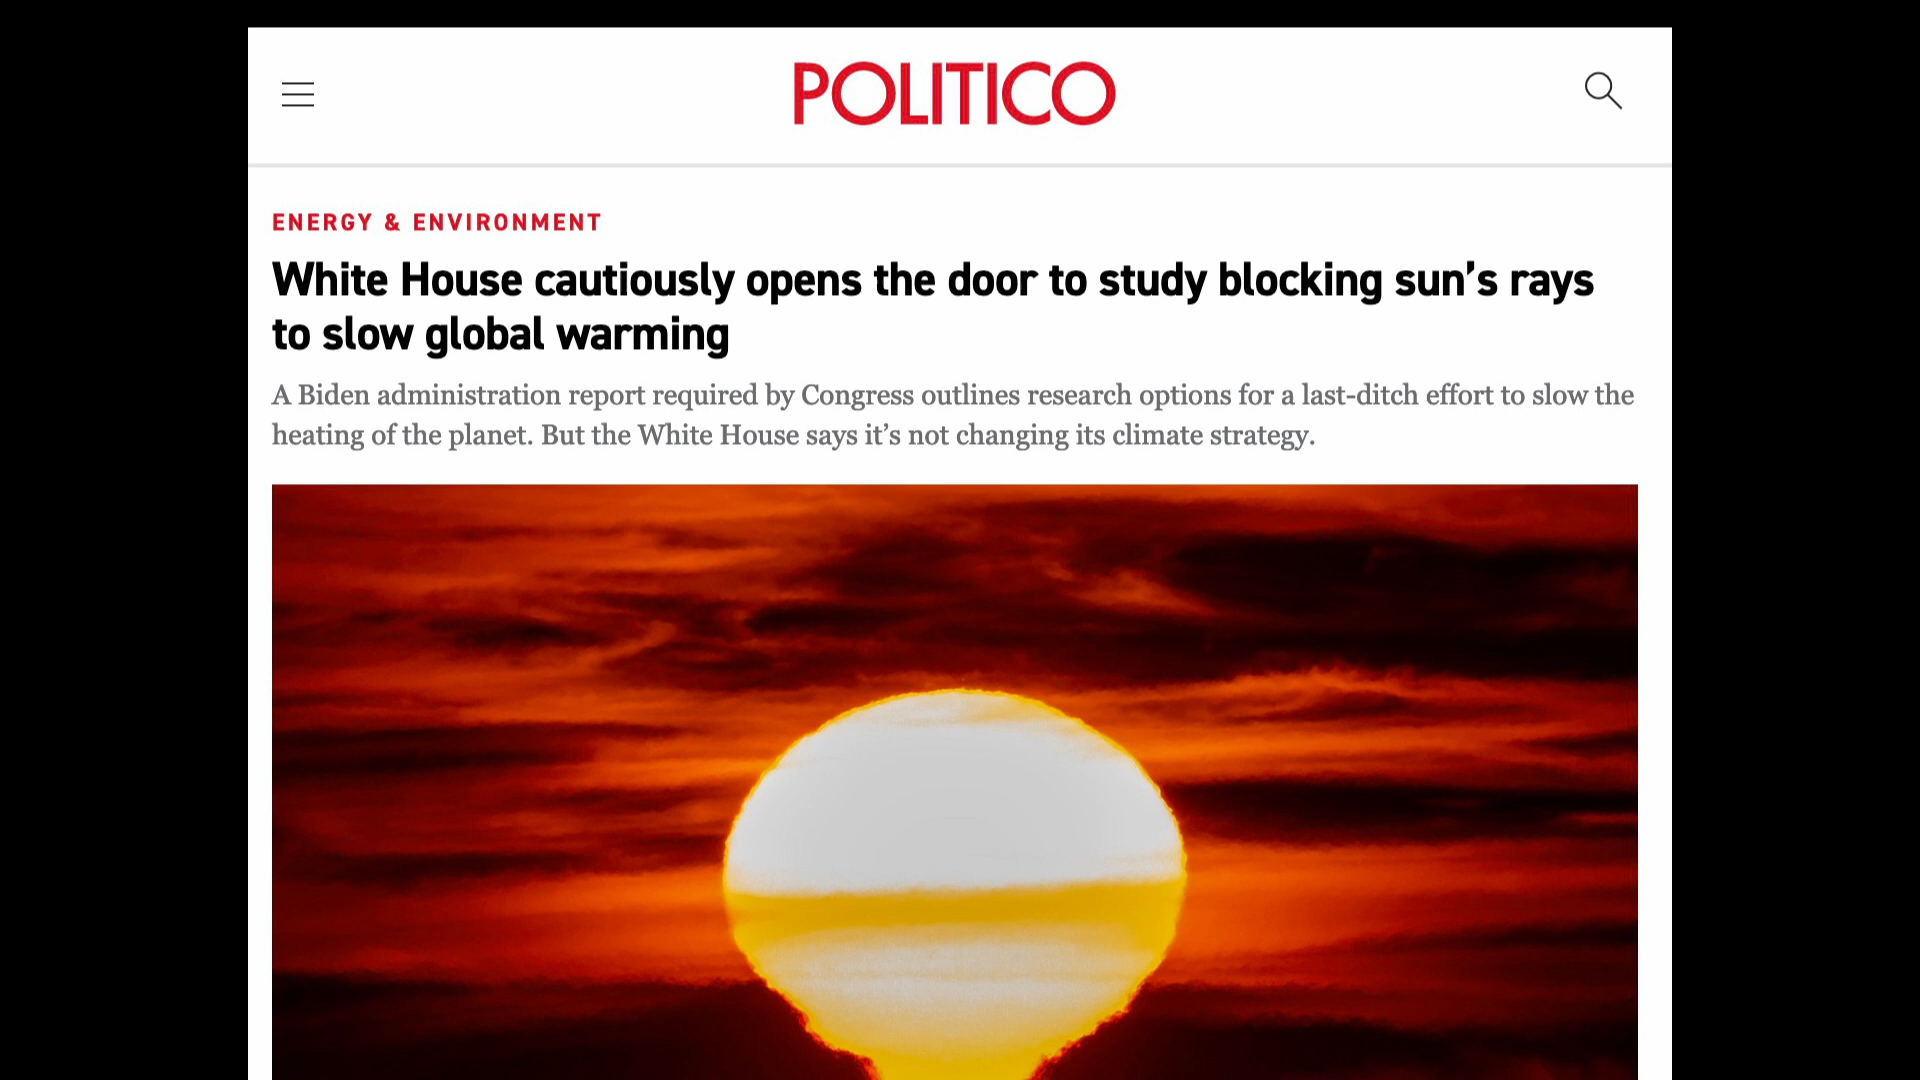 POLITICO
ENERGY & ENVIRONMENT
White House cautiously opens the door to study blocking sun’s rays
to slow global warming
A Biden administration report required by Congress outlines research options for a last-ditch effort to slow the
heating of the planet. But the White House says it’s not changing its climate strategy.